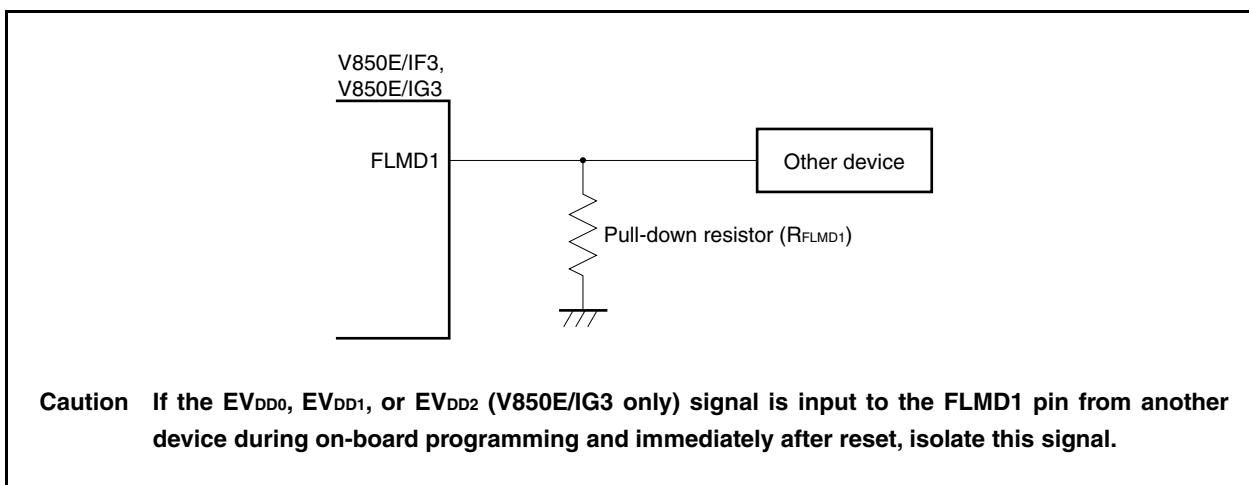 V850E/IF3,
V850E/IG3
FLMD1
Other device
Pull-down resistor (RFLMD1)
Caution If the EVDD0, EVDD1, or EVDD2 (V850E/IG3 only) signal is input to the FLMD1 pin from another
device during on-board programming and immediately after reset, isolate this signal.